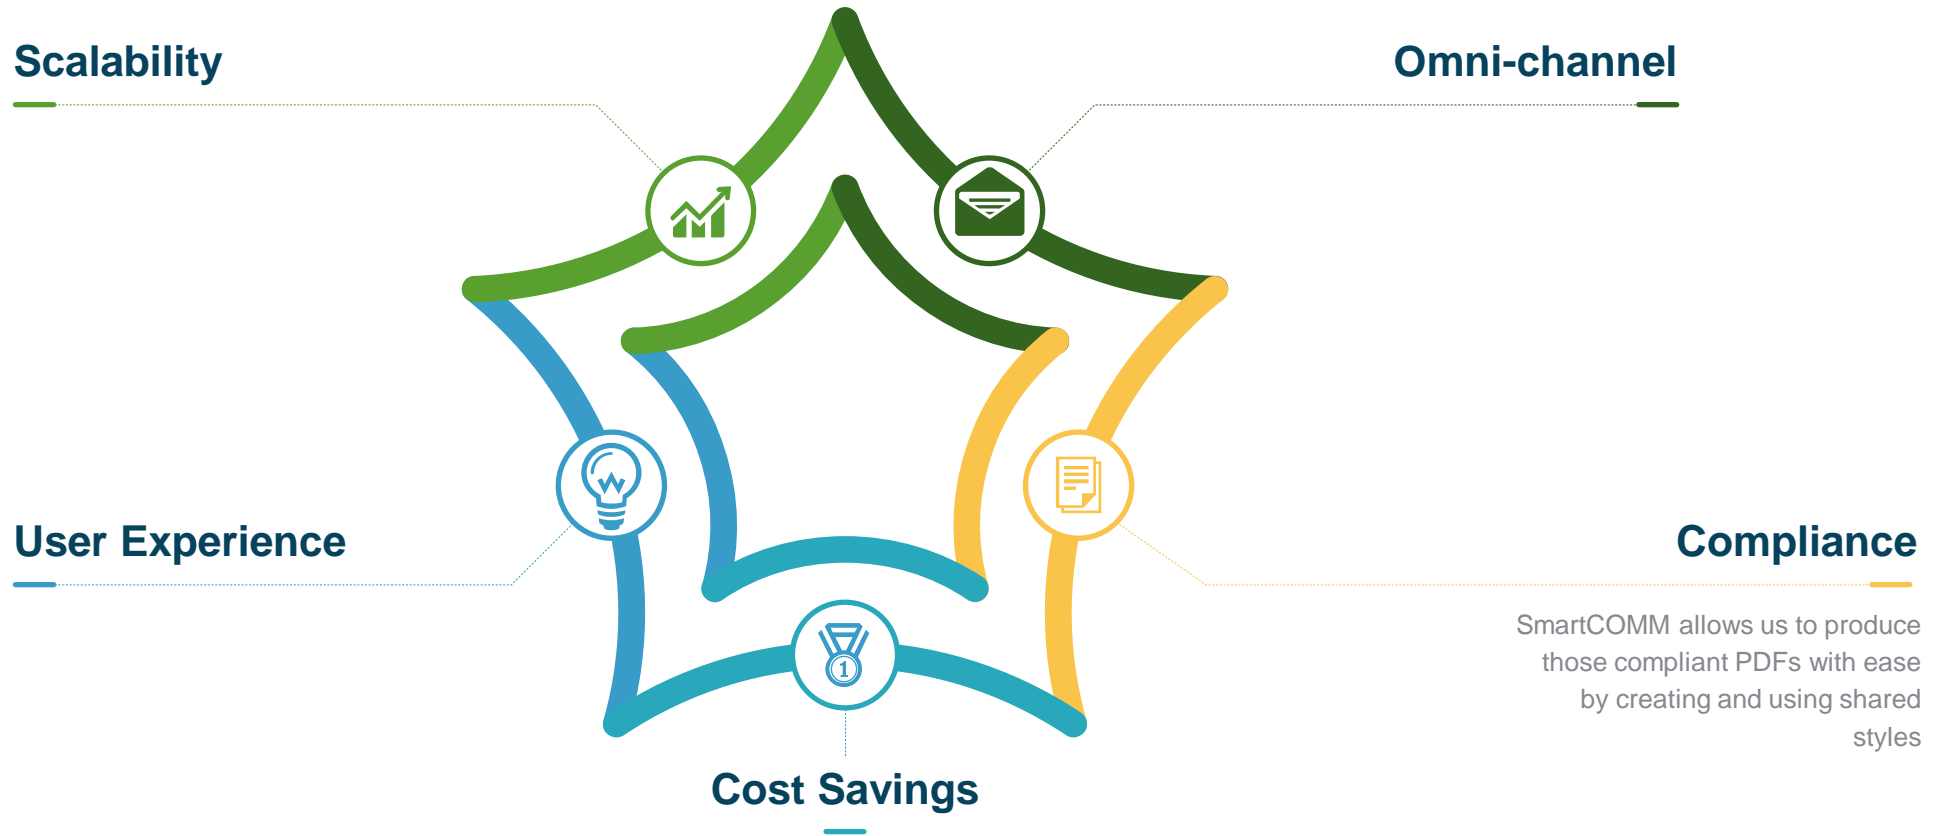 Scalability
Omni-channel
User Experience
Compliance
SmartCOMM allows us to produce
those compliant PDFs with ease
by creating and using shared
styles
1
Cost Savings